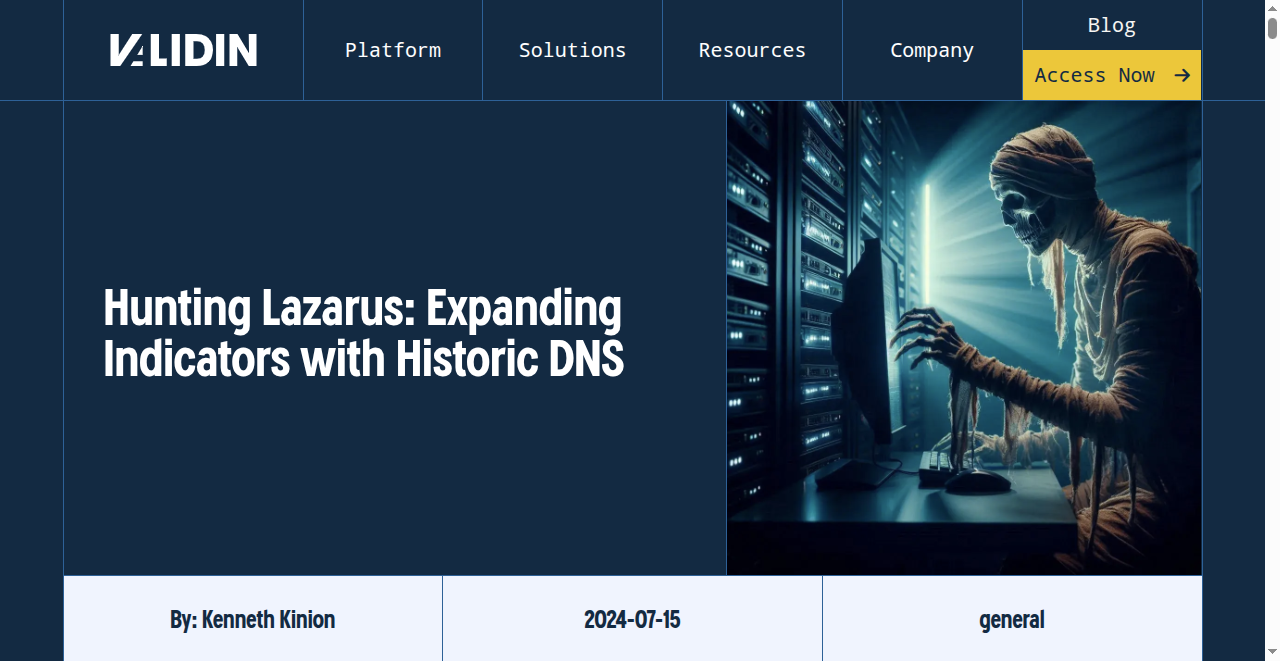 VALIDIN
Platform
Solutions
Resources
Company
Blog
Access Now →
Hunting Lazarus: Expanding
Indicators with Historic DNS
By: Kenneth Kinion
2024-07-15
general